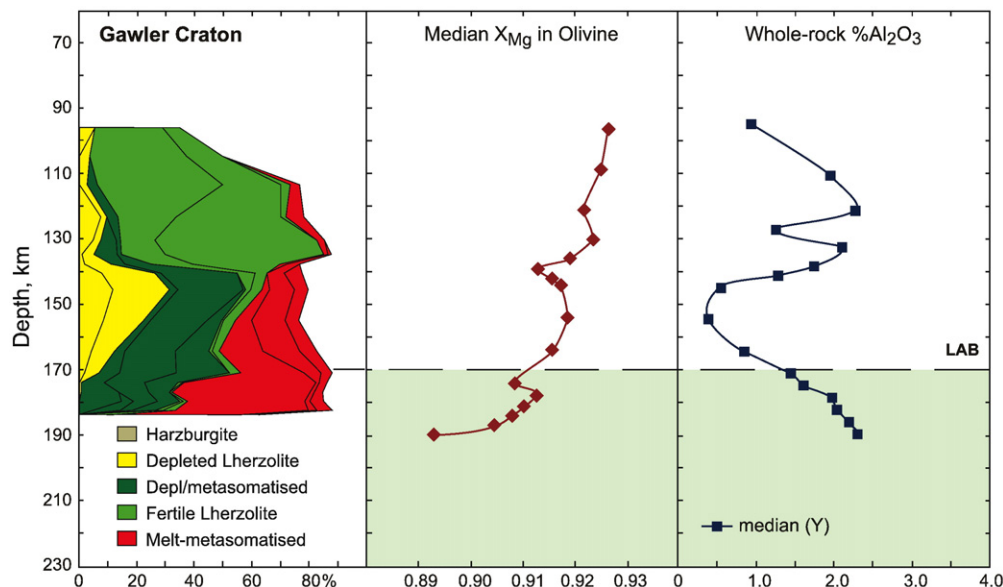 Gawler Craton
Median XMg in Olivine
Whole-rock %Al2O3
Depth, km
70
90
110
130
150
170
190
210
230
LAB
Harzburgite
Depleted Lherzolite
Depl/metasomatised
Fertile Lherzolite
Melt-metasomatised
median (Y)
0 20 40 60 80%
0.89 0.90 0.91 0.92 0.93
0 1.0 2.0 3.0 4.0